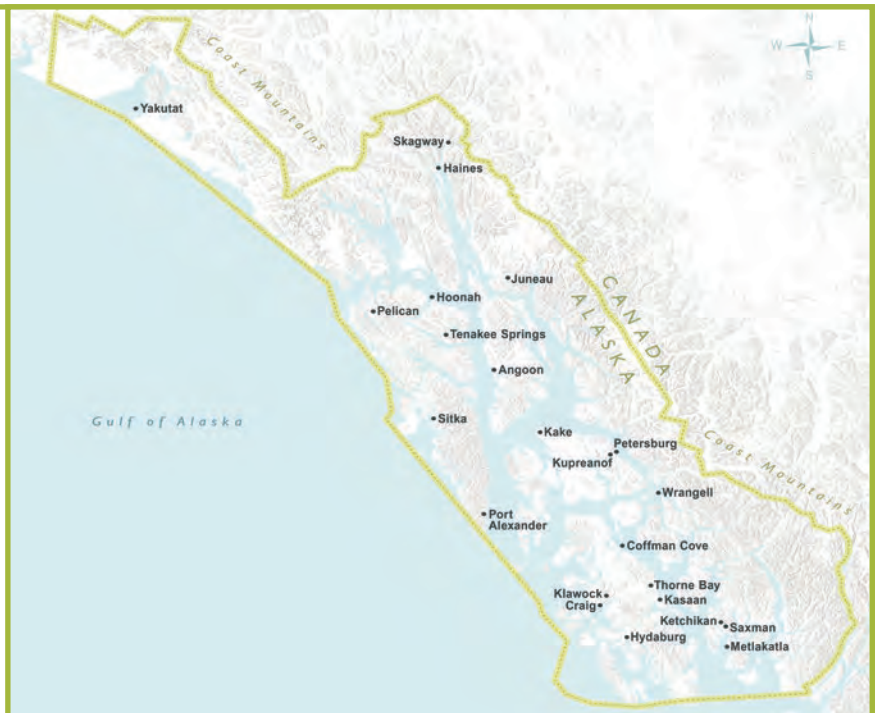 N
W E
S
Coast Mountains
Yakutat
Skagway
Haines
Juneau
CANADA
ALASKA
Hoonah
Pelican
Tenakee Springs
Angoon
Gulf of Alaska
Sitka
Kake
Petersburg
Kupreanof
Coast Mountains
Wrangell
Port
Alexander
Coffman Cove
Thorne Bay
Klawock
Kasaan
Craig
Ketchikan
Saxman
Hydaburg
Metlakatla